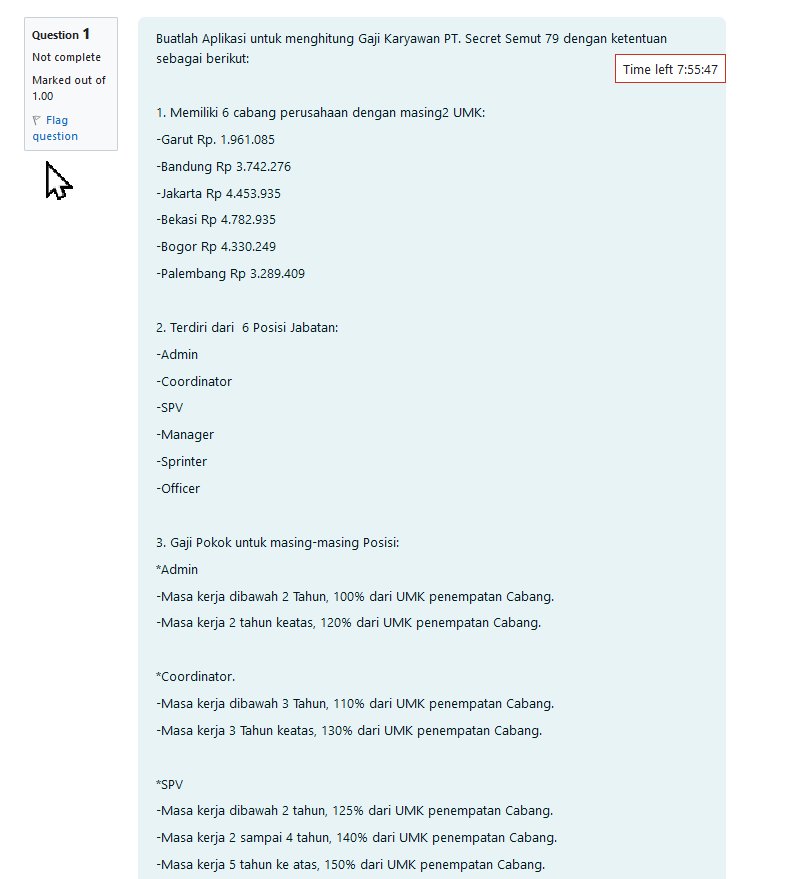 Question 1
Not complete
Marked out of
1.00
Flag
question
Buatlah Aplikasi untuk menghitung Gaji Karyawan PT. Secret Semut 79 dengan ketentuan
sebagai berikut:
Time left 7:55:47
1. Memiliki 6 cabang perusahaan dengan masing2 UMK:
-Garut Rp. 1.961.085
-Bandung Rp 3.742.276
-Jakarta Rp 4.453.935
-Bekasi Rp 4.782.935
-Bogor Rp 4.330.249
-Palembang Rp 3.289.409
2. Terdiri dari  6 Posisi Jabatan:
-Admin
-Coordinator
-SPV
-Manager
-Sprinter
-Officer
3. Gaji Pokok untuk masing-masing Posisi:
*Admin
-Masa kerja dibawah 2 Tahun, 100% dari UMK penempatan Cabang.
-Masa kerja 2 tahun keatas, 120% dari UMK penempatan Cabang.
*Coordinator.
-Masa kerja dibawah 3 Tahun, 110% dari UMK penempatan Cabang.
-Masa kerja 3 Tahun keatas, 130% dari UMK penempatan Cabang.
*SPV
-Masa kerja dibawah 2 tahun, 125% dari UMK penempatan Cabang.
-Masa kerja 2 sampai 4 tahun, 140% dari UMK penempatan Cabang.
-Masa kerja 5 tahun ke atas, 150% dari UMK penempatan Cabang.